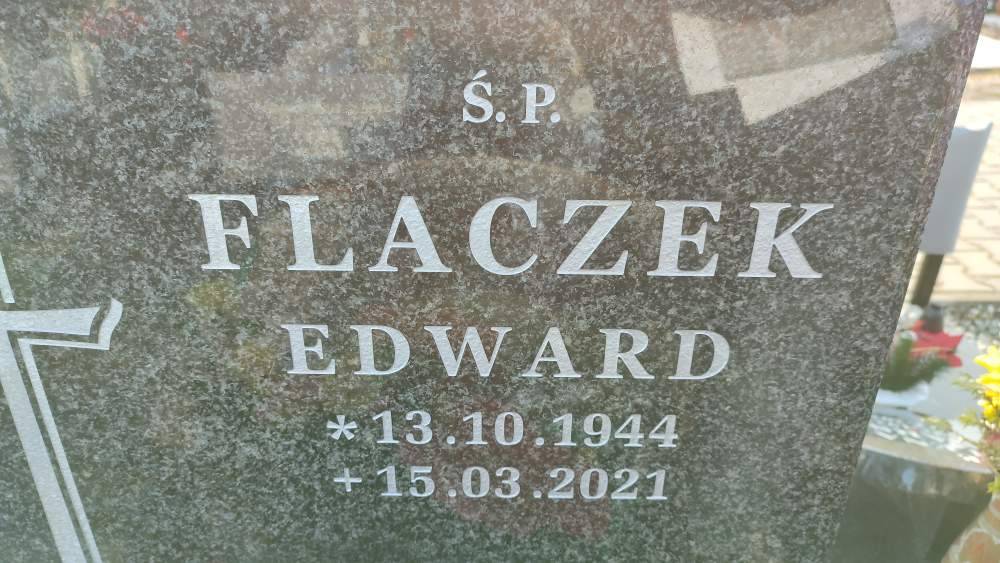 Ś. P.
FLACZEK
EDWARD
* 13.10.1944
+ 15.03.2021